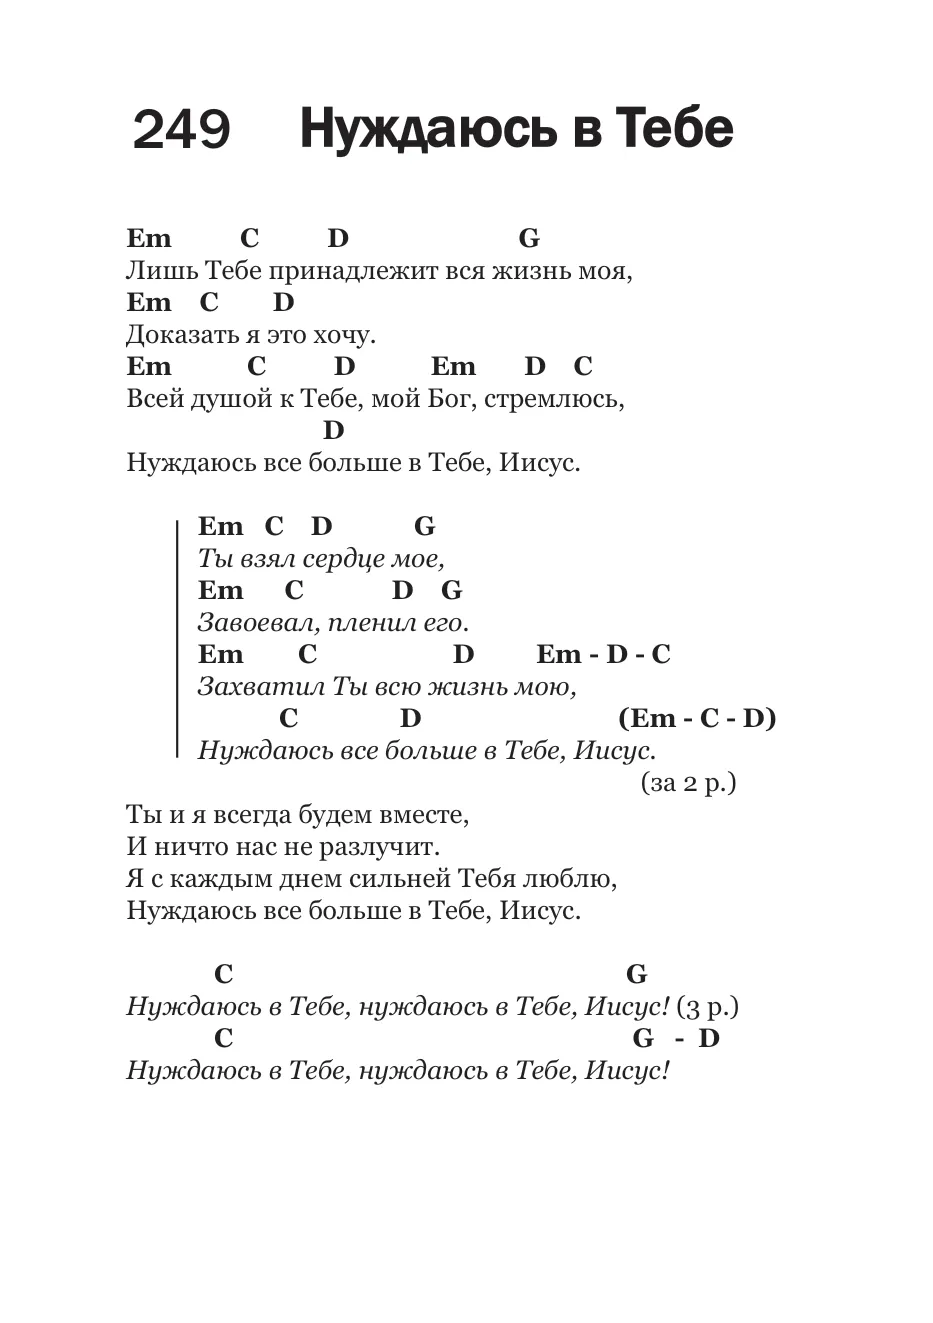 249 Нуждаюсь в Тебе
Em C D G
Лишь Тебе принадлежит вся жизнь моя,
Em C D
Доказать я это хочу.
Em C D Em D C
Всей душой к Тебе, мой Бог, стремлюсь,
D
Нуждаюсь все больше в Тебе, Иисус.
Em C D G
Ты взял сердце мое,
Em C D G
Завоевал, пленил его.
Em C D Em - D - C
Захватил Ты всю жизнь мою,
C D (Em - C - D)
Нуждаюсь все больше в Тебе, Иисус.
(за 2 р.)
Ты и я всегда будем вместе,
И ничто нас не разлучит.
Я с каждым днем сильней Тебя люблю,
Нуждаюсь все больше в Тебе, Иисус.
C G
Нуждаюсь в Тебе, нуждаюсь в Тебе, Иисус! (3 р.)
C G - D
Нуждаюсь в Тебе, нуждаюсь в Тебе, Иисус!